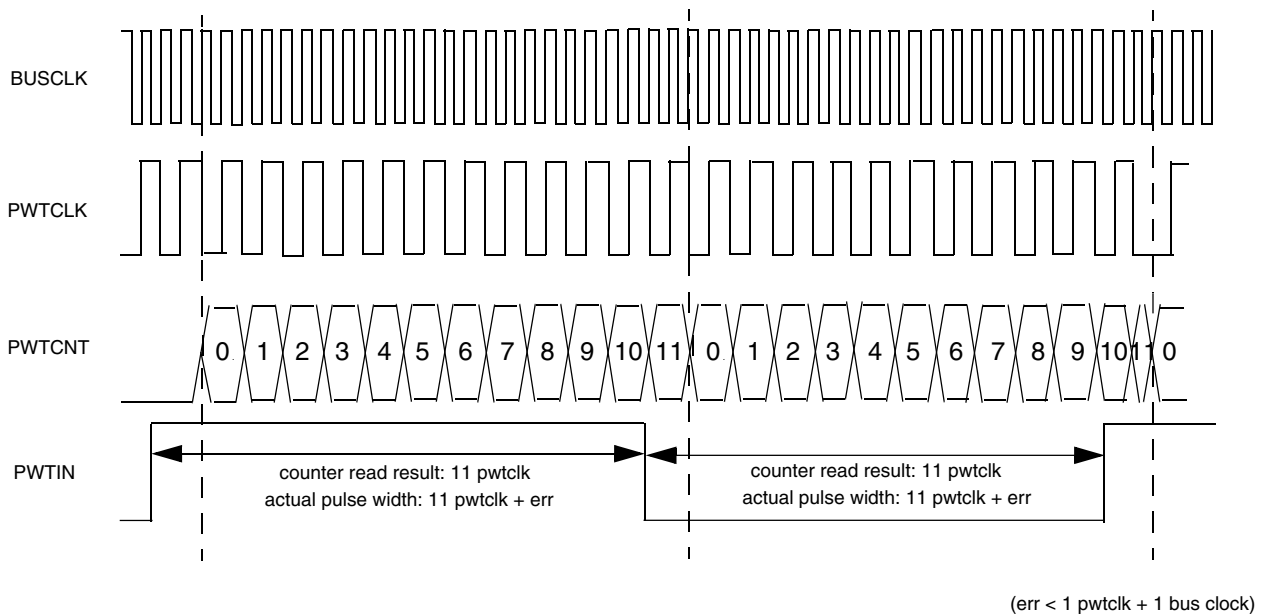 BUSCLK
PWTCLK
PWTCNT 0 1 2 3 4 5 6 7 8 9 10 11 0 1 2 3 4 5 6 7 8 9 10 11 0
PWTIN
counter read result: 11 pwtclk
actual pulse width: 11 pwtclk + err
counter read result: 11 pwtclk
actual pulse width: 11 pwtclk + err
(err < 1 pwtclk + 1 bus clock)